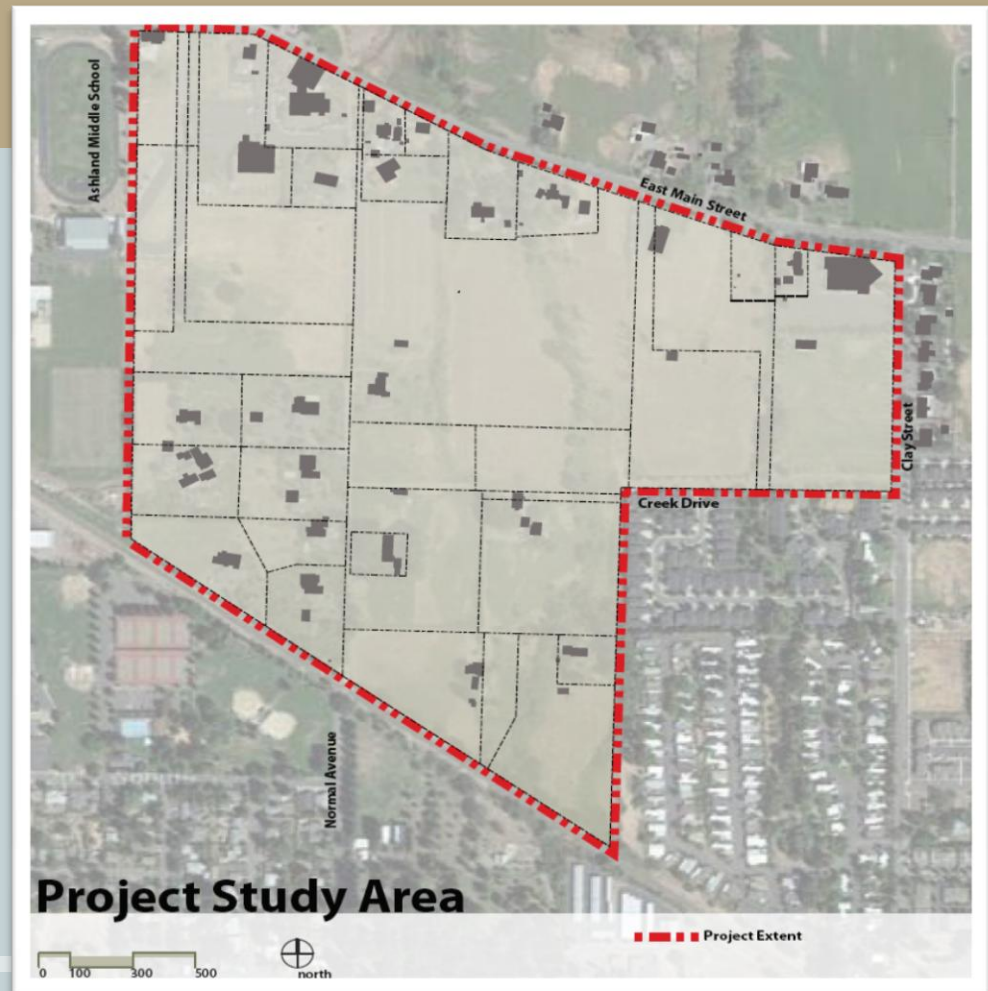 Ashland Middle School
East Main Street
Clay Street
Creek Drive
Normal Avenue
Project Study Area
Project Extent
0 100 300 500
north